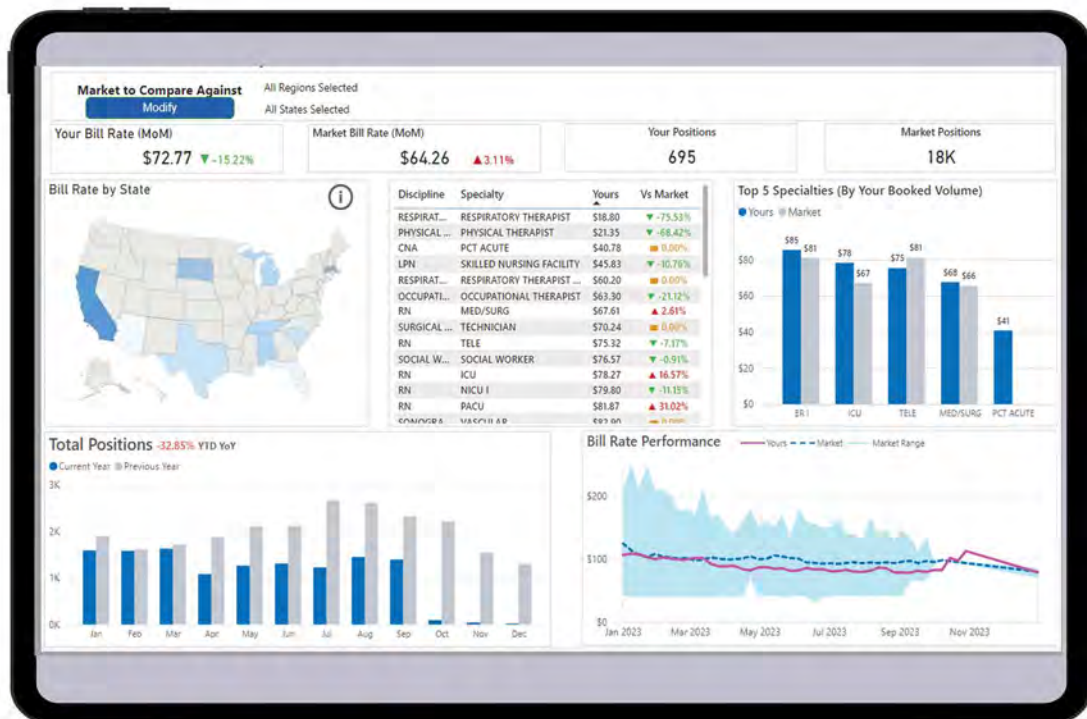 Market to Compare Against
All Regions Selected
Modify
All States Selected
Your Bill Rate (MoM)
$72.77 ▼ -15.22%
Market Bill Rate (MoM)
$64.26 ▲ 3.11%
Your Positions
695
Market Positions
18K
Bill Rate by State
Discipline Specialty Yours Vs Market
RESPIRAT... RESPIRATORY THERAPIST $18.80 ▼ -75.53%
PHYSICAL ... PHYSICAL THERAPIST $21.35 ▼ -68.42%
CNA PCT ACUTE $40.78 0.00%
LPN SKILLED NURSING FACILITY $45.83 ▼ -10.76%
RESPIRAT... RESPIRATORY THERAPIST ... $60.20 0.00%
OCCUPATI... OCCUPATIONAL THERAPIST $63.30 ▼ -21.12%
RN MED/SURG $67.61 ▲ 2.61%
SURGICAL ... TECHNICIAN $70.24 0.00%
RN TELE $75.32 ▼ -7.17%
SOCIAL W... SOCIAL WORKER $76.57 ▼ -0.91%
RN ICU $78.27 ▲ 16.57%
RN NICU I $79.80 ▼ -11.15%
RN PACU $81.87 ▲ 31.02%
SONOGRA... VASCULAR $82.90 0.00%
Top 5 Specialties (By Your Booked Volume)
Yours Market
$80
$60
$40
$20
$0
$85 $81
$78 $67
$75 $81
$68 $66
$41
ER I ICU TELE MED/SURG PCT ACUTE
Total Positions -32.85% YTD YoY
Current Year Previous Year
3K
2K
1K
0K
Jan Feb Mar Apr May Jun Jul Aug Sep Oct Nov Dec
Bill Rate Performance
Yours Market Market Range
$200
$100
$0
Jan 2023 Mar 2023 May 2023 Jul 2023 Sep 2023 Nov 2023